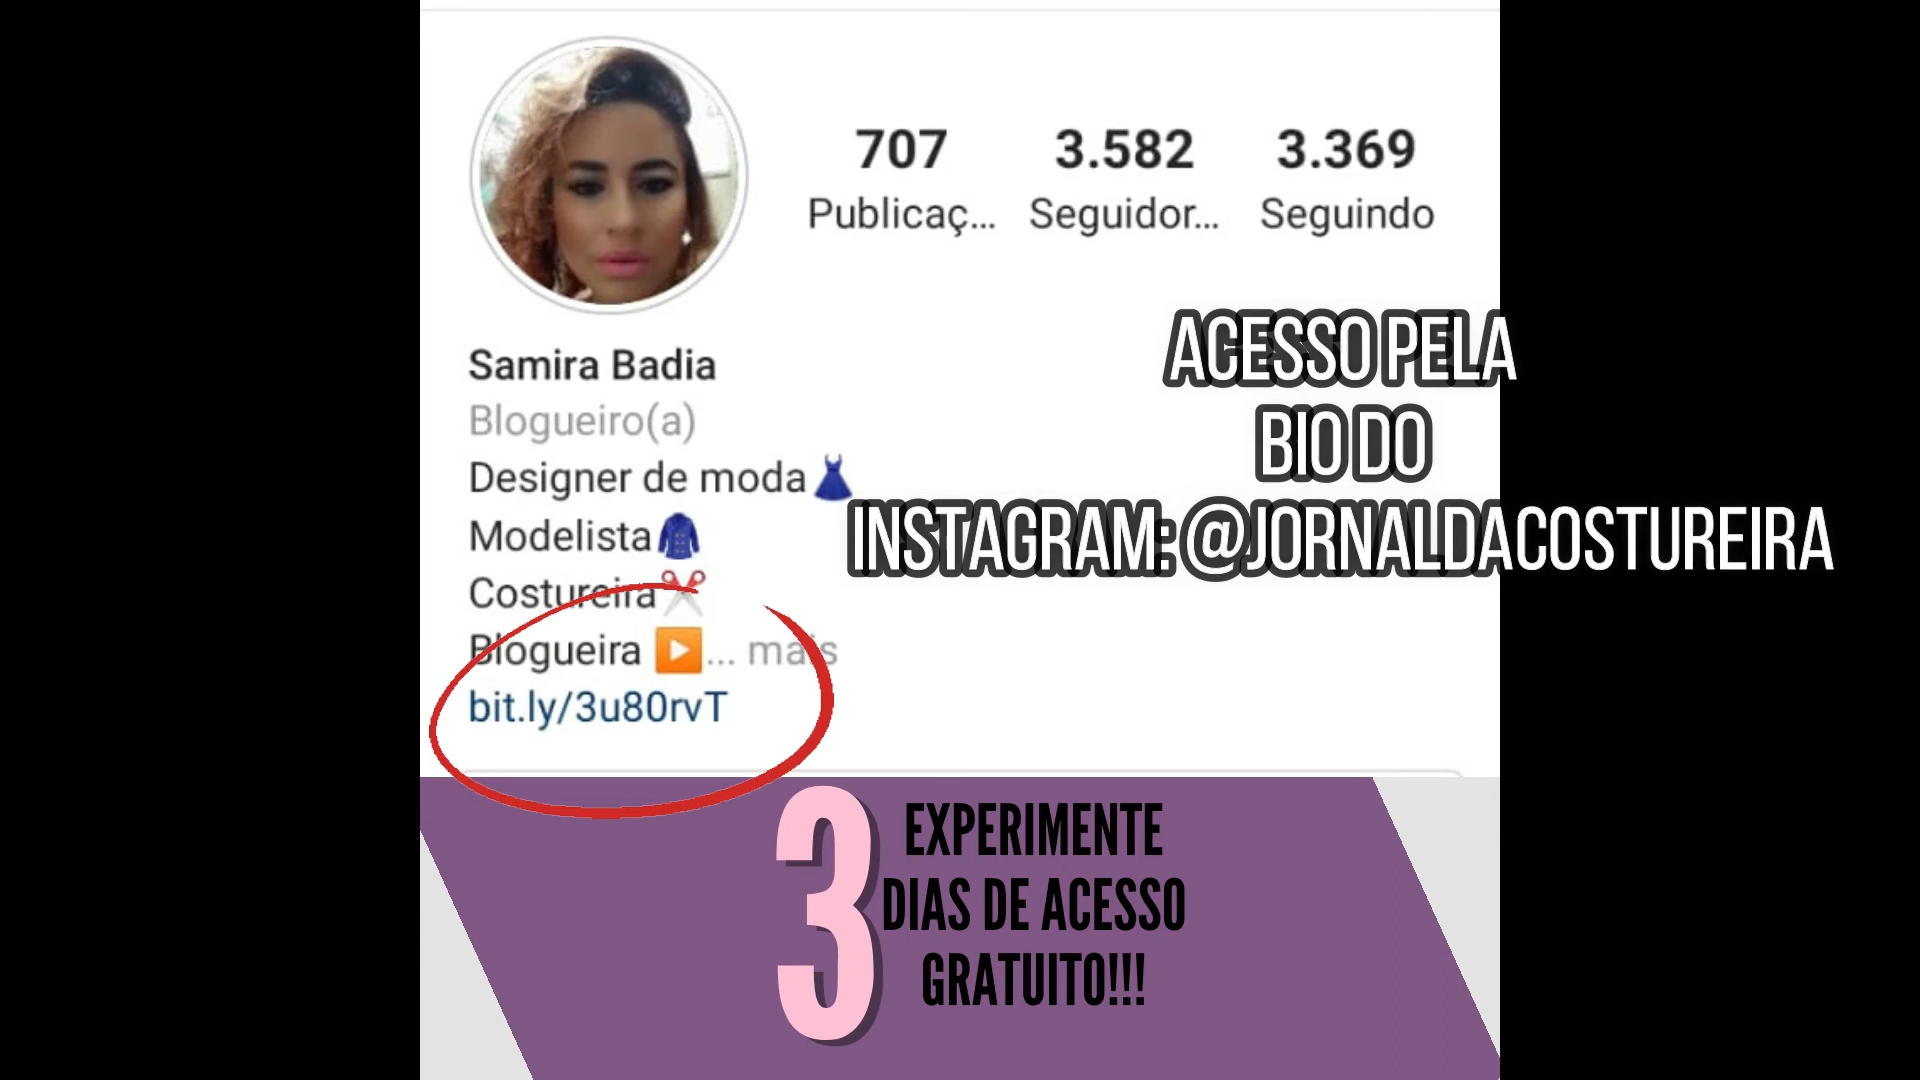 707 3.582 3.369
Publicaç... Seguidor... Seguindo
Samira Badia
Blogueiro(a)
Designer de moda👗
Modelista🧥
Costureira✂️
Blogueira ▶️... mais
bit.ly/3u80rvT
ACESSO PELA
BIO DO
INSTAGRAM: @JORNALDACOSTUREIRA
3 EXPERIMENTE
DIAS DE ACESSO
GRATUITO!!!